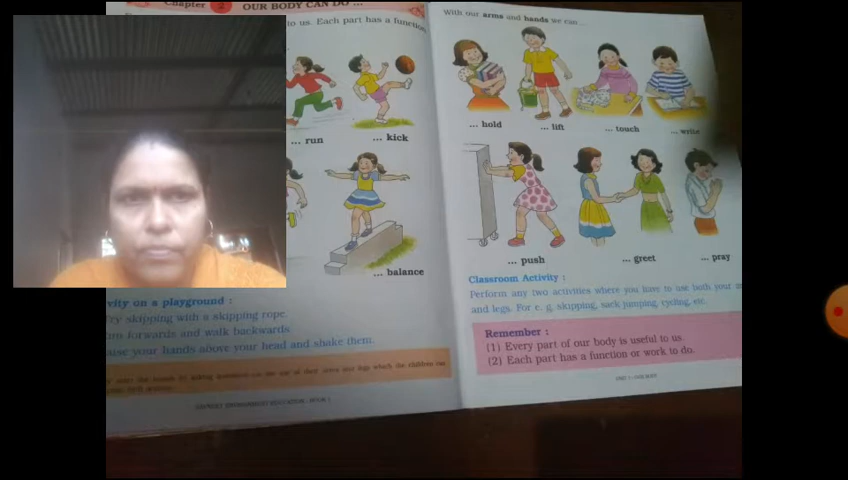 Chapter 2 OUR BODY CAN DO ...
to us. Each part has a function
... run
... kick
... balance
vity on a playground :
Try skipping with a skipping rope.
forwards and walk backwards
your hands above your head and shake them.
With our arms and hands we can...
... hold
... lift
... touch
... write
... push
... greet
... pray
Classroom Activity :
Perform any two activities where you have to use both your
and legs. For e. g. skipping, sack jumping, cycling, etc.
Remember :
(1) Every part of our body is useful to us.
(2) Each part has a function or work to do.